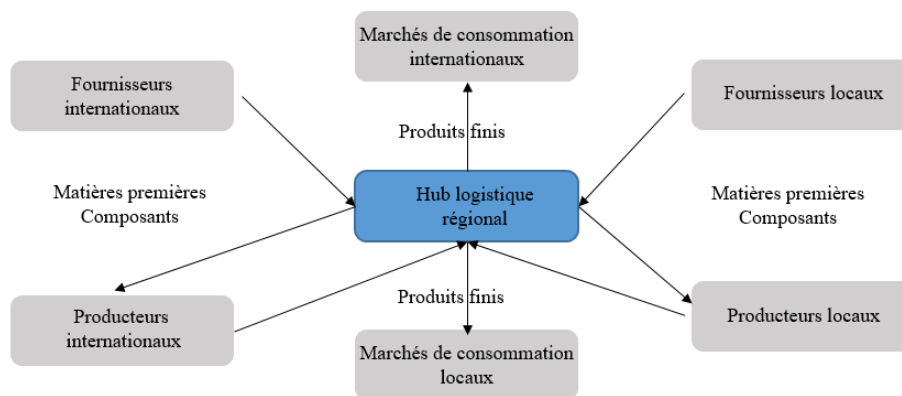 Marchés de consommation
internationaux
Fournisseurs
internationaux
Fournisseurs locaux
Produits finis
Matières premières
Composants
Hub logistique
régional
Matières premières
Composants
Produits finis
Producteurs
internationaux
Producteurs locaux
Marchés de consommation
locaux